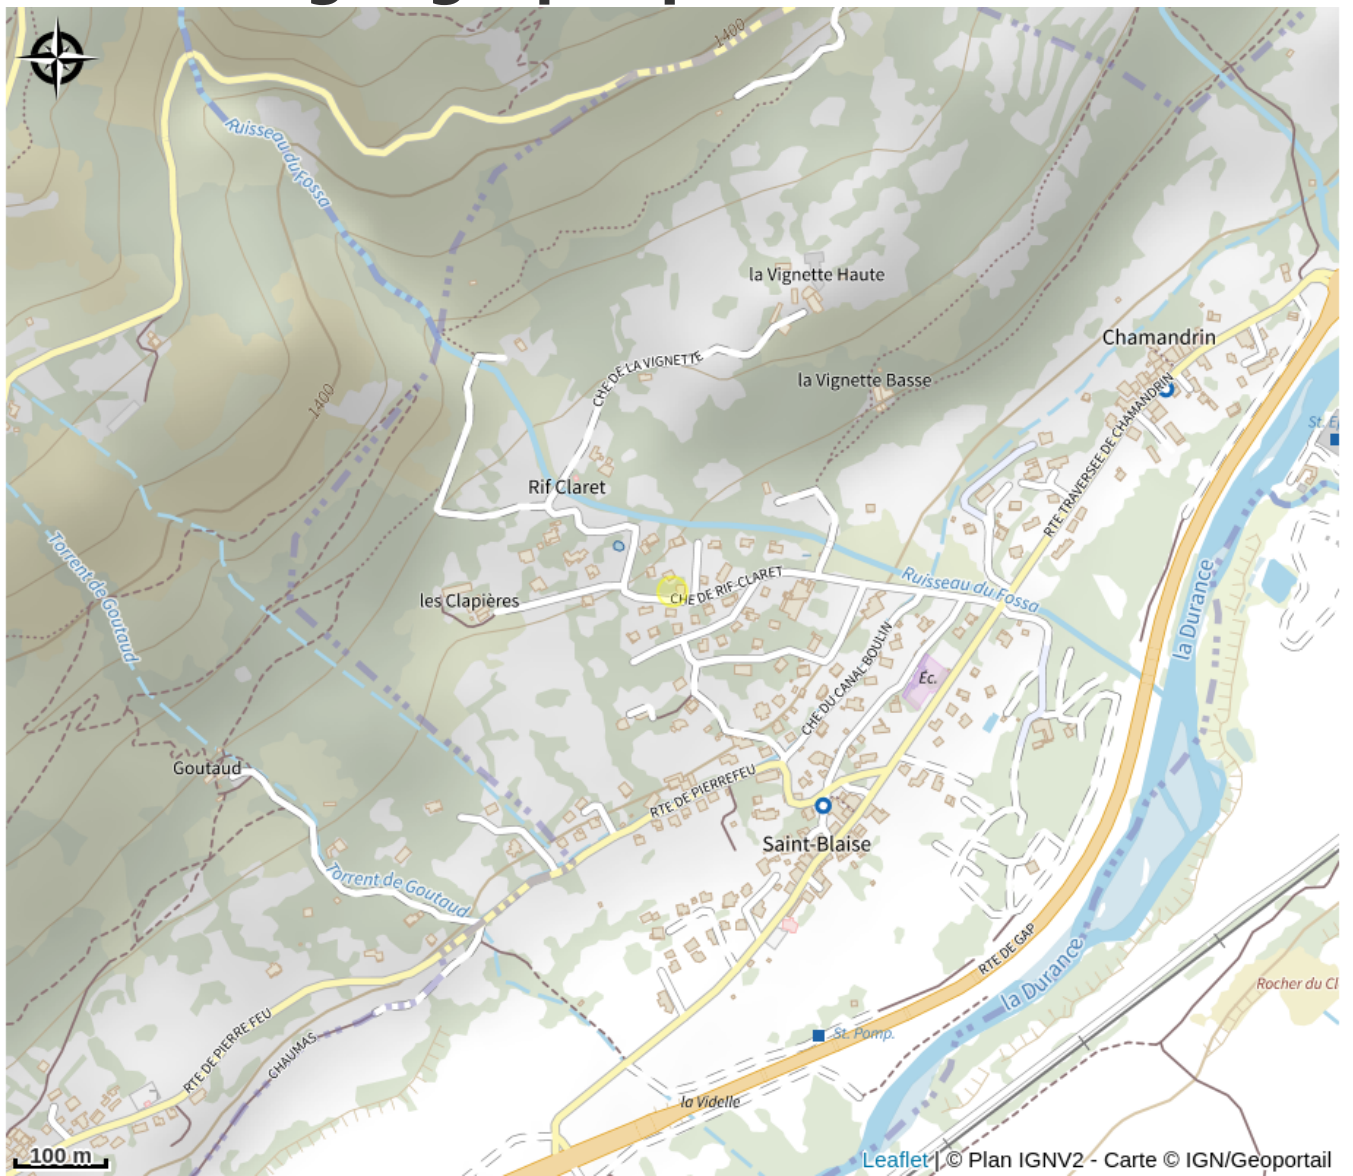 1400
Ruisseau du Fossa
la Vignette Haute
Chamandrin
CHE DE LA VIGNETTE
la Vignette Basse
1400
RTE TRAVERSEE DE CHAMANDRIN
Rif Claret
Torrent de Goutaud
les Clapières
CHE DE RIF-CLARET
Ruisseau du Fossa
la Durance
CHE DU CANAL BOULIN
Éc.
Goutaud
RTE DE PIERREFEU
Saint-Blaise
Torrent de Goutaud
RTE DE GAP
la Durance
Rocher du Cl
RTE DE PIERRE FEU
CHAUMAS
St. Pomp.
la Videlle
100 m
Leaflet | © Plan IGNV2 - Carte © IGN/Geoportail